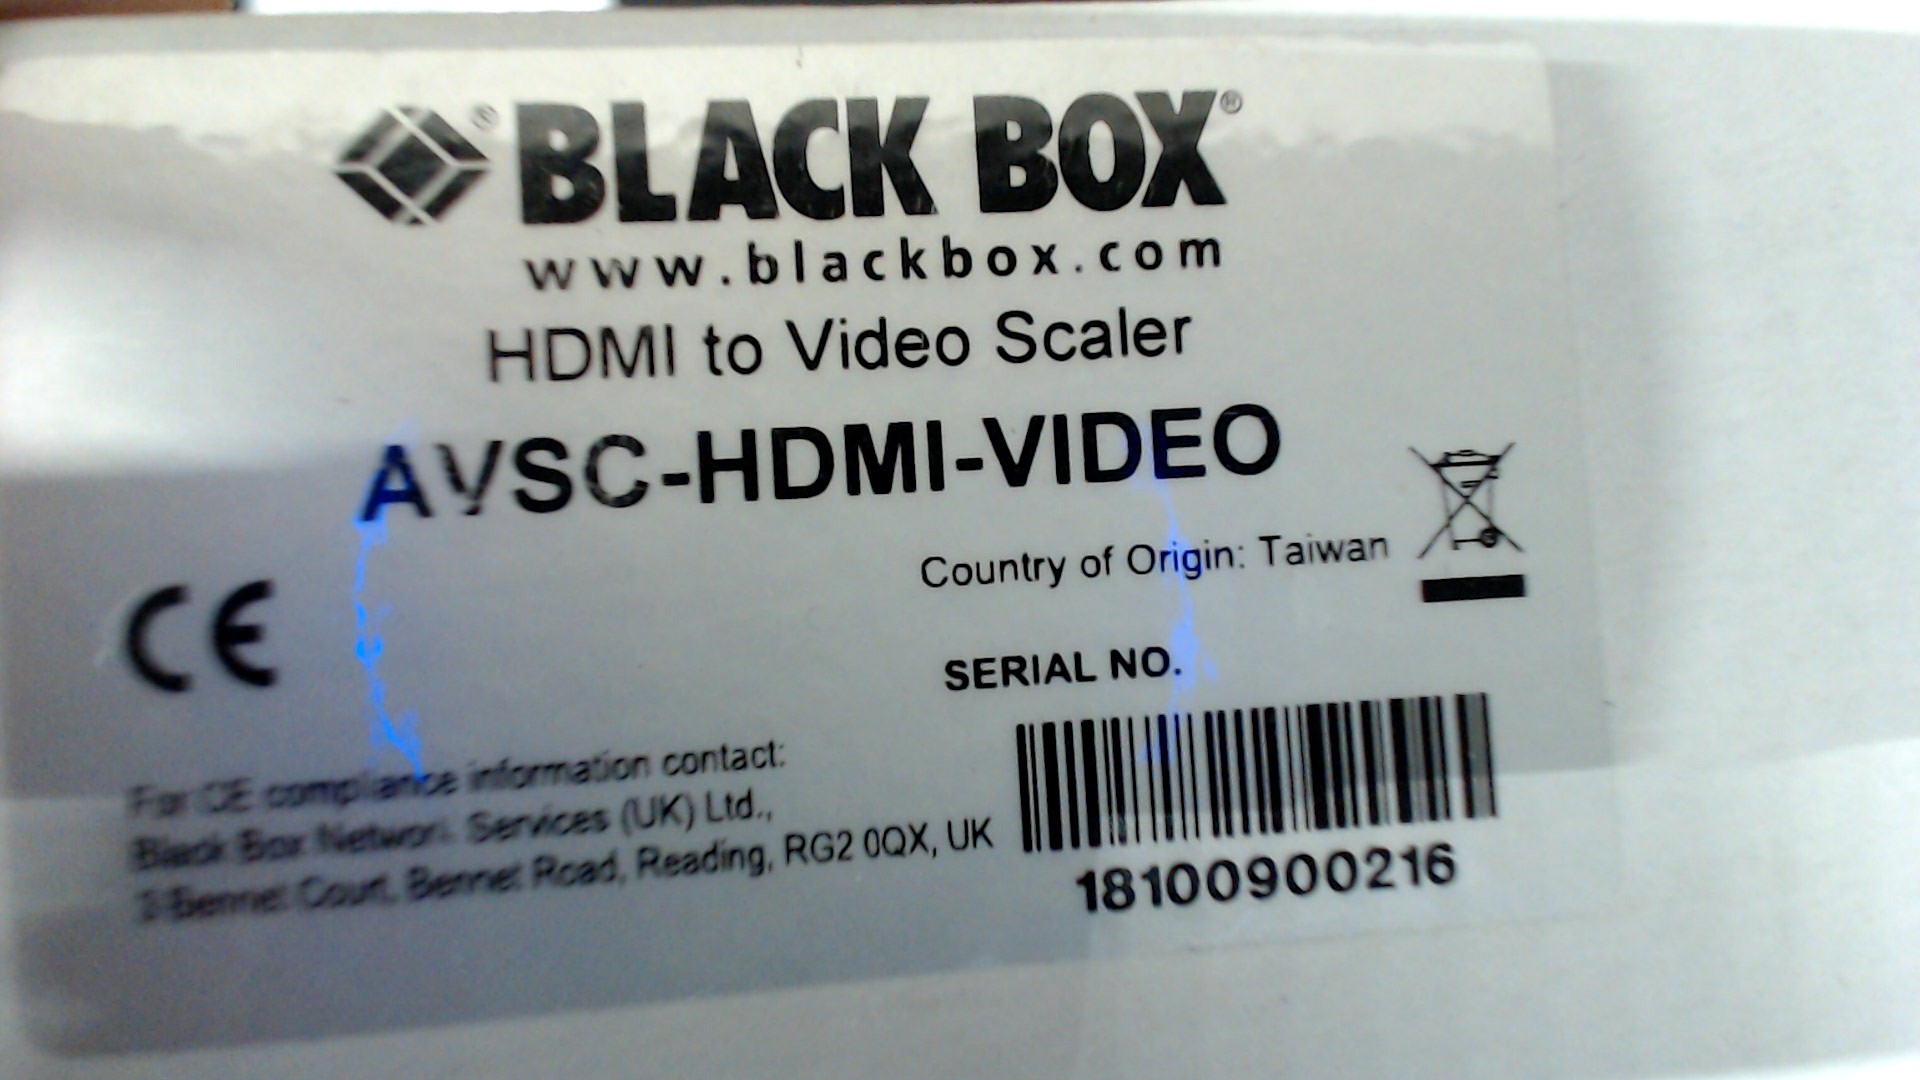 BLACK BOX®
www.blackbox.com
HDMI to Video Scaler
AVSC-HDMI-VIDEO
Country of Origin: Taiwan
CE
SERIAL NO.
For CE compliance information contact:
Black Box Network Services (UK) Ltd.,
Bennet Court, Bennet Road, Reading, RG2 0QX, UK
18100900216